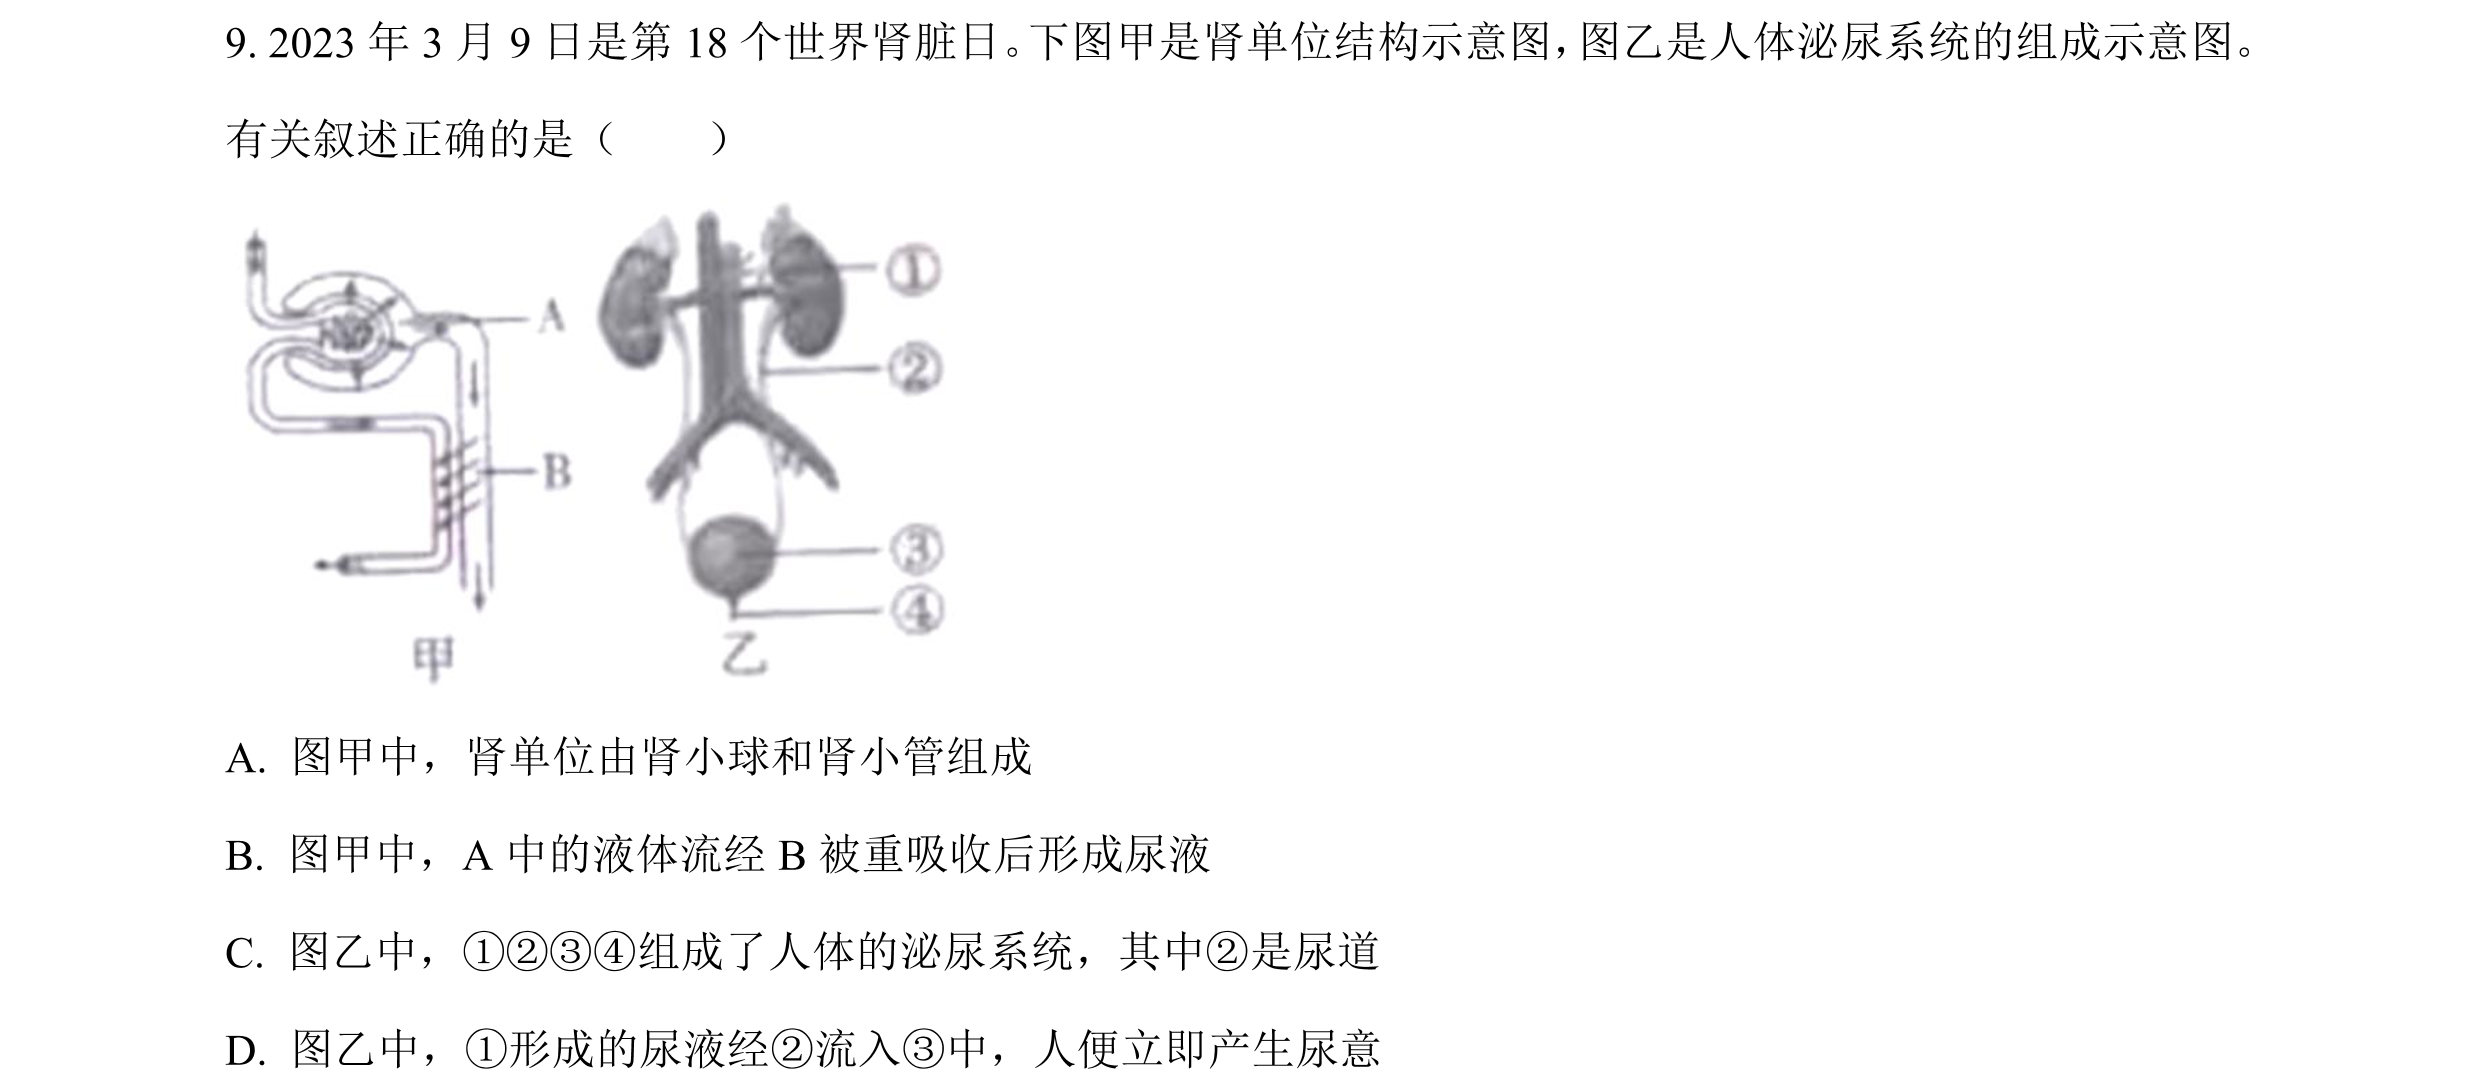 9. 2023 年 3 月 9 日是第 18 个世界肾脏日。下图甲是肾单位结构示意图，图乙是人体泌尿系统的组成示意图。
有关叙述正确的是（　　）
A
B
甲
①
②
③
④
乙
A. 图甲中，肾单位由肾小球和肾小管组成
B. 图甲中，A 中的液体流经 B 被重吸收后形成尿液
C. 图乙中，①②③④组成了人体的泌尿系统，其中②是尿道
D. 图乙中，①形成的尿液经②流入③中，人便立即产生尿意